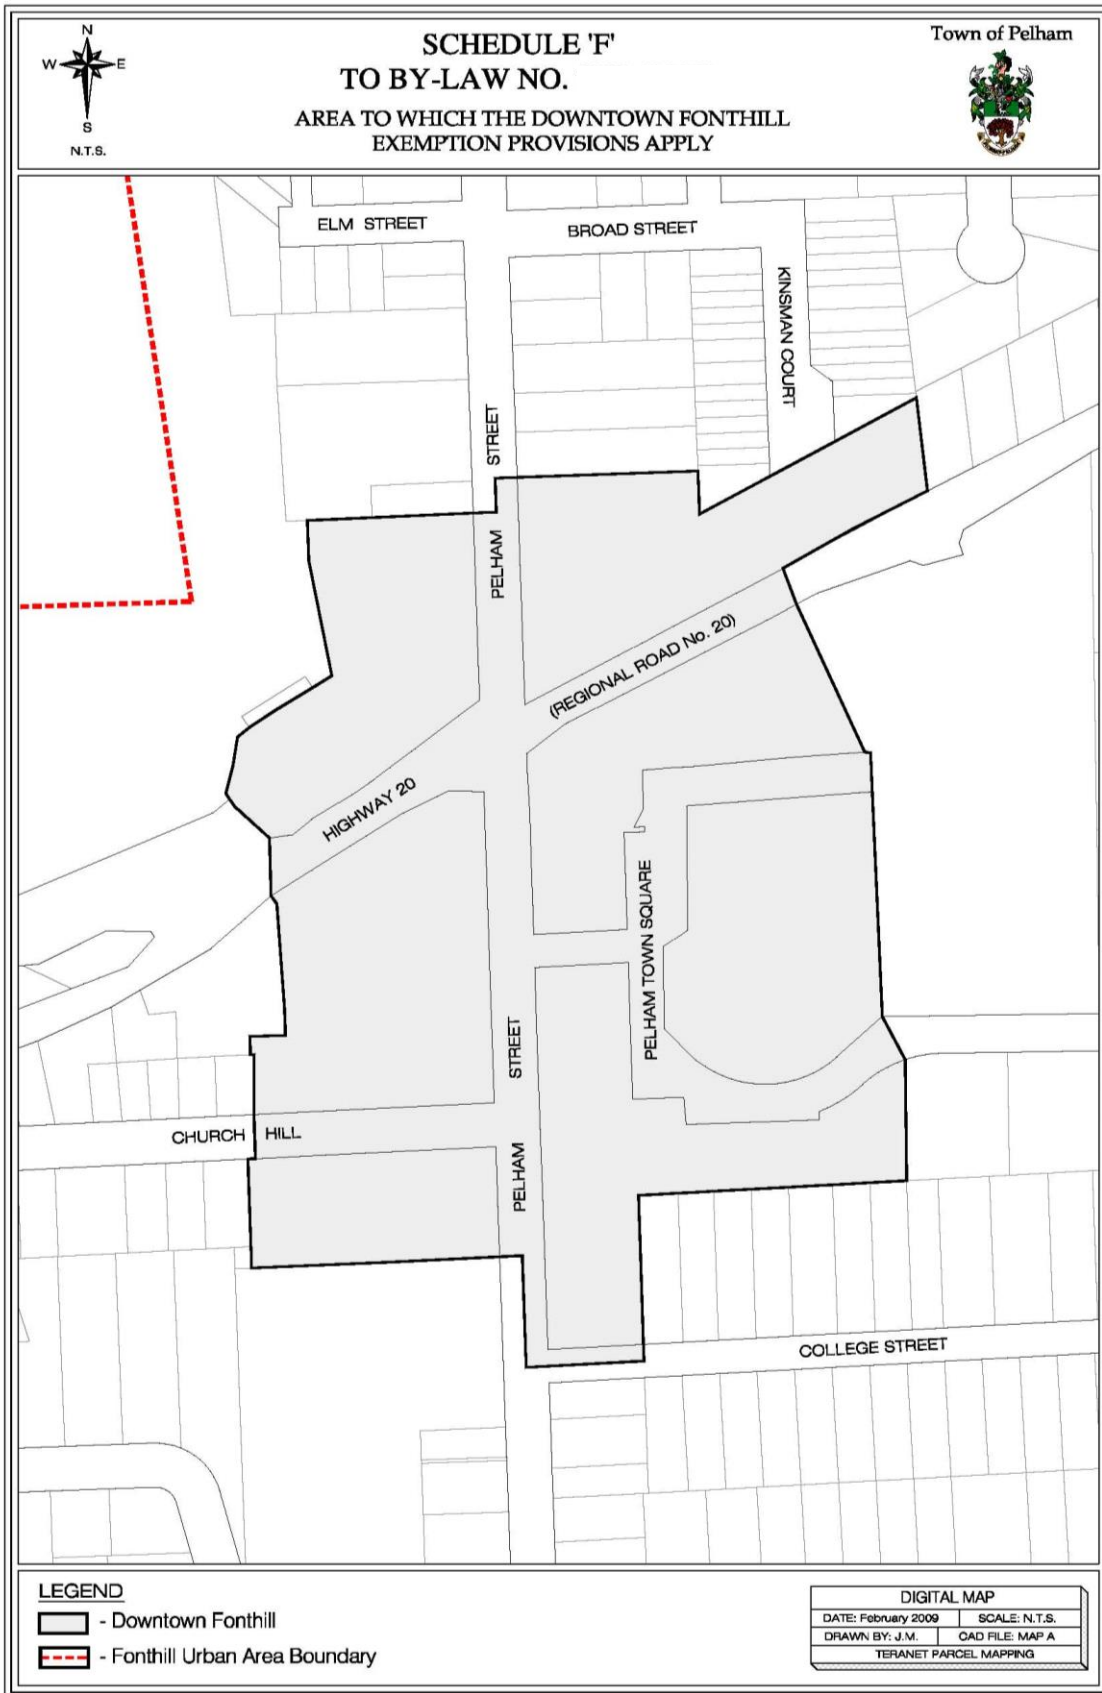 N
W E
S
N.T.S.
SCHEDULE 'F'
TO BY-LAW NO.
AREA TO WHICH THE DOWNTOWN FONTHILL
EXEMPTION PROVISIONS APPLY
Town of Pelham
ELM STREET
BROAD STREET
KINSMAN COURT
STREET
PELHAM
(REGIONAL ROAD No. 20)
HIGHWAY 20
PELHAM TOWN SQUARE
STREET
CHURCH HILL
PELHAM
COLLEGE STREET
LEGEND
- Downtown Fonthill
- Fonthill Urban Area Boundary
DIGITAL MAP
DATE: February 2009 SCALE: N.T.S.
DRAWN BY: J.M. CAD FILE: MAP A
TERANET PARCEL MAPPING